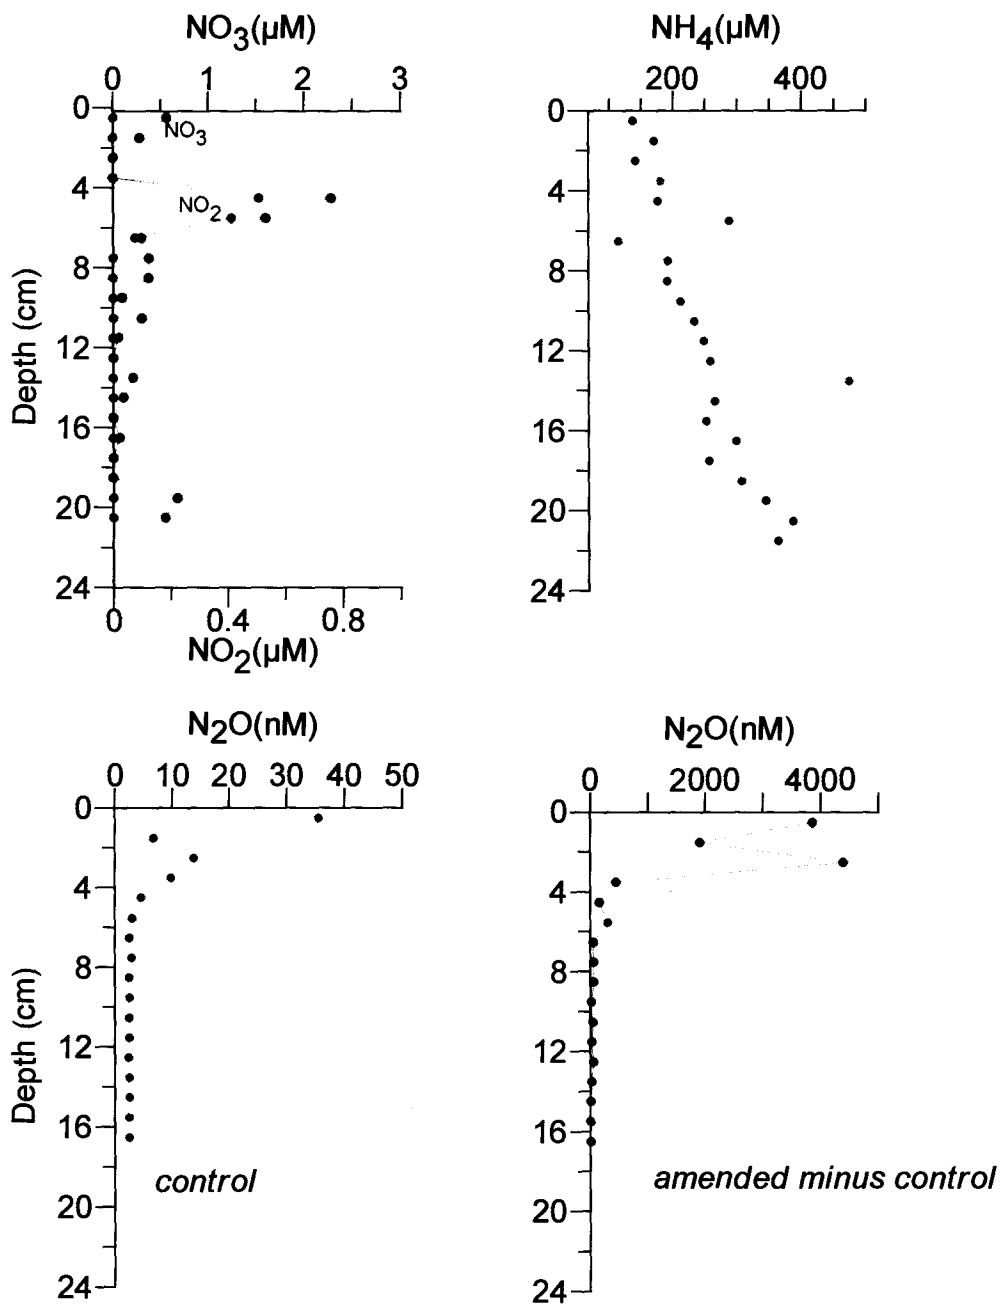 NO3(µM)
0 1 2 3
0
4
8
12
16
20
24
NO3
NO2
Depth (cm)
0 0.4 0.8
NO2(µM)
NH4(µM)
200 400
0
4
8
12
16
20
24
N2O(nM)
0 10 20 30 40 50
0
4
8
12
16
20
24
Depth (cm)
control
N2O(nM)
0 2000 4000
0
4
8
12
16
20
24
amended minus control